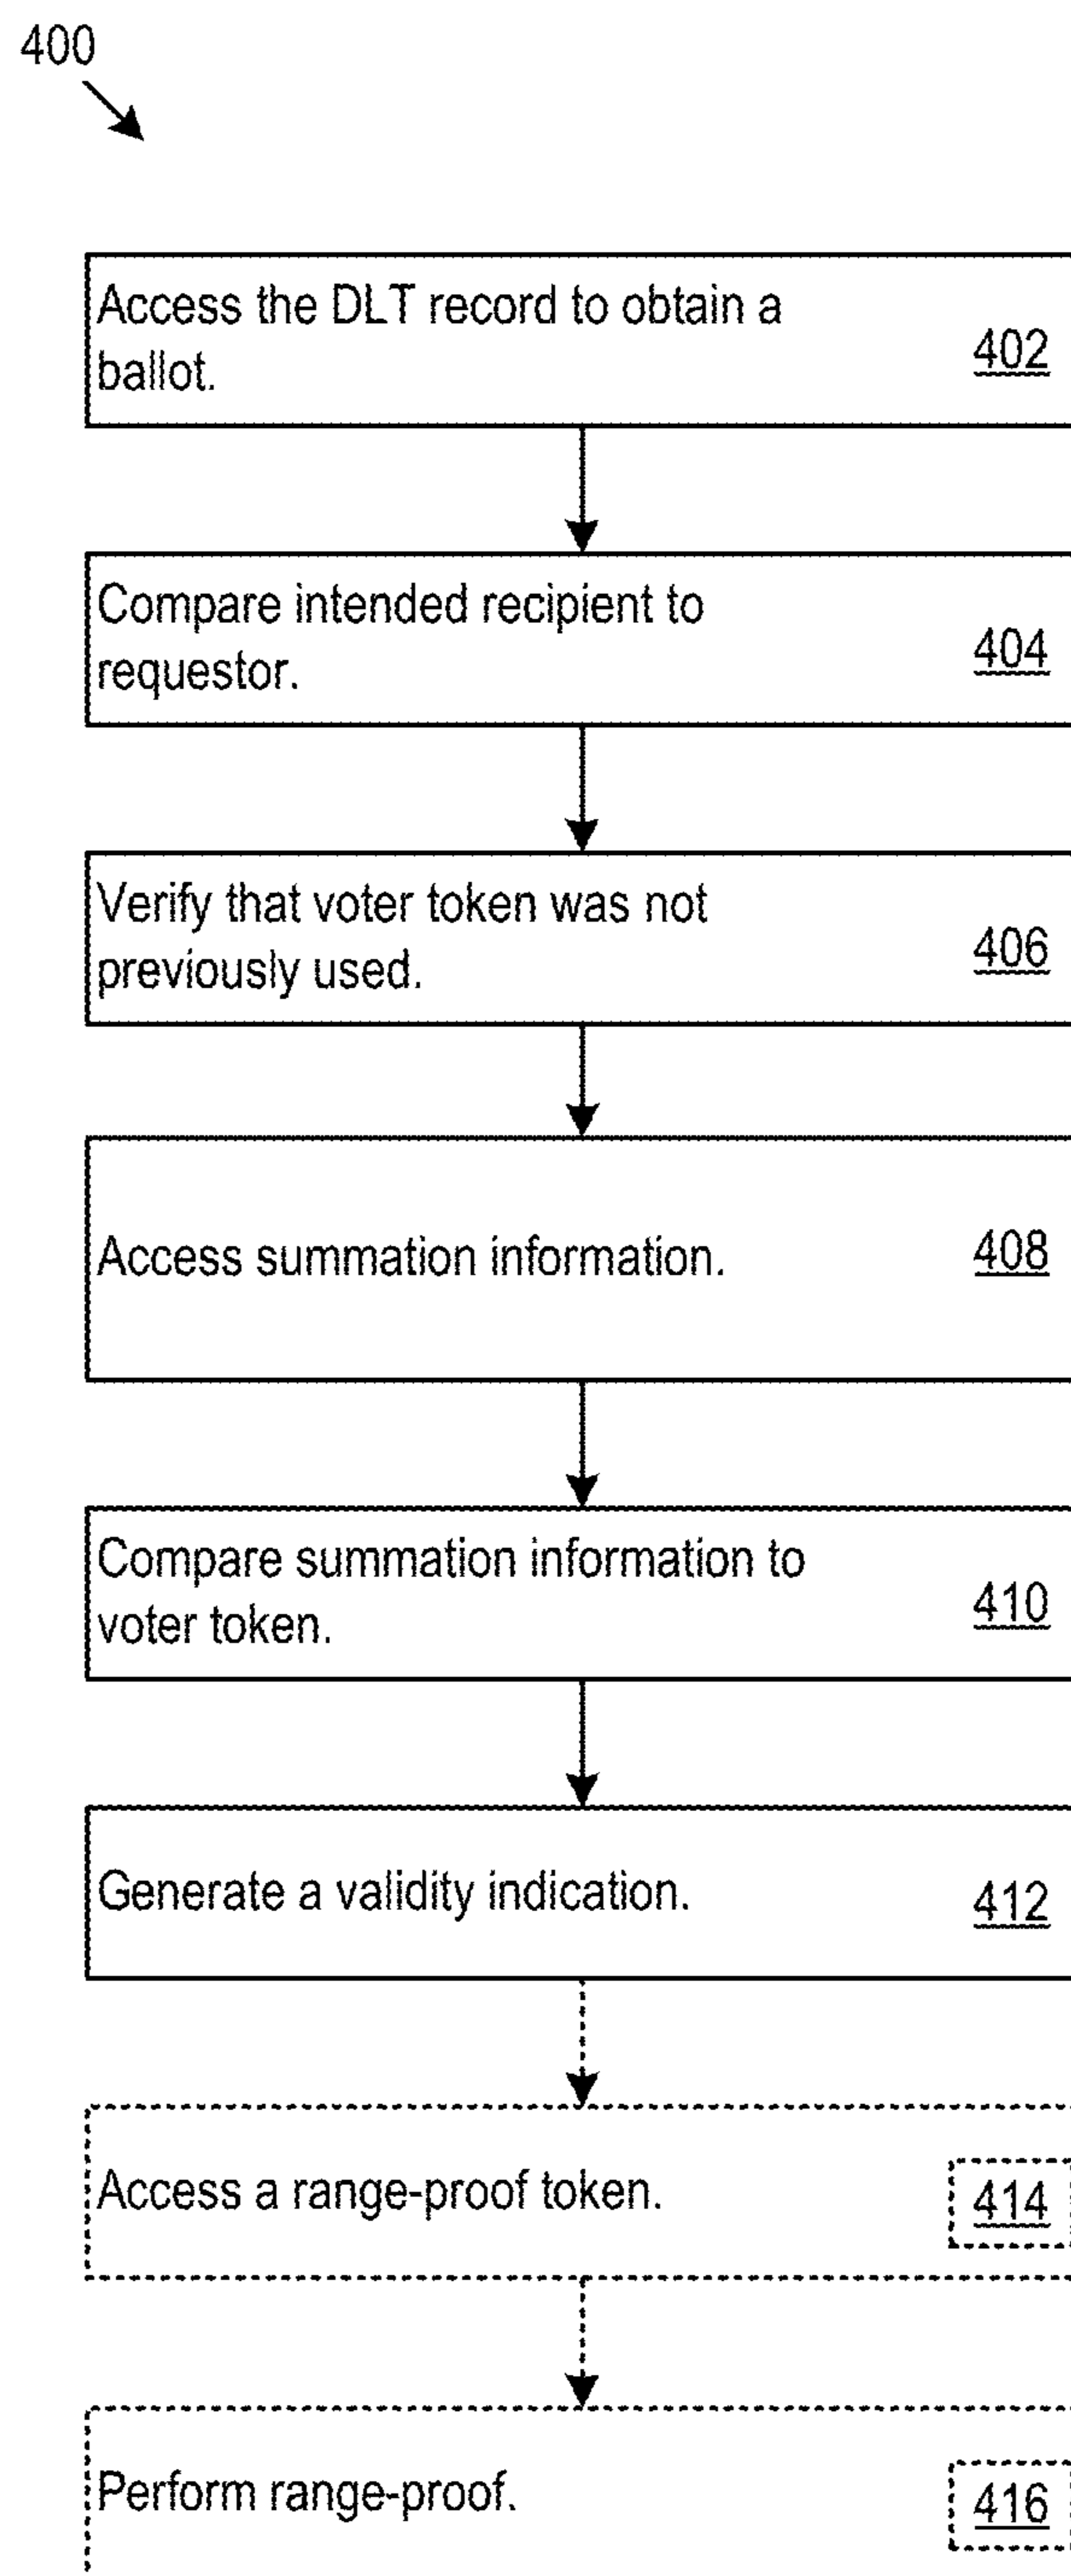 400
Access the DLT record to obtain a
ballot.
402
Compare intended recipient to
requestor.
404
Verify that voter token was not
previously used.
406
Access summation information.
408
Compare summation information to
voter token.
410
Generate a validity indication.
412
Access a range-proof token.
414
Perform range-proof.
416